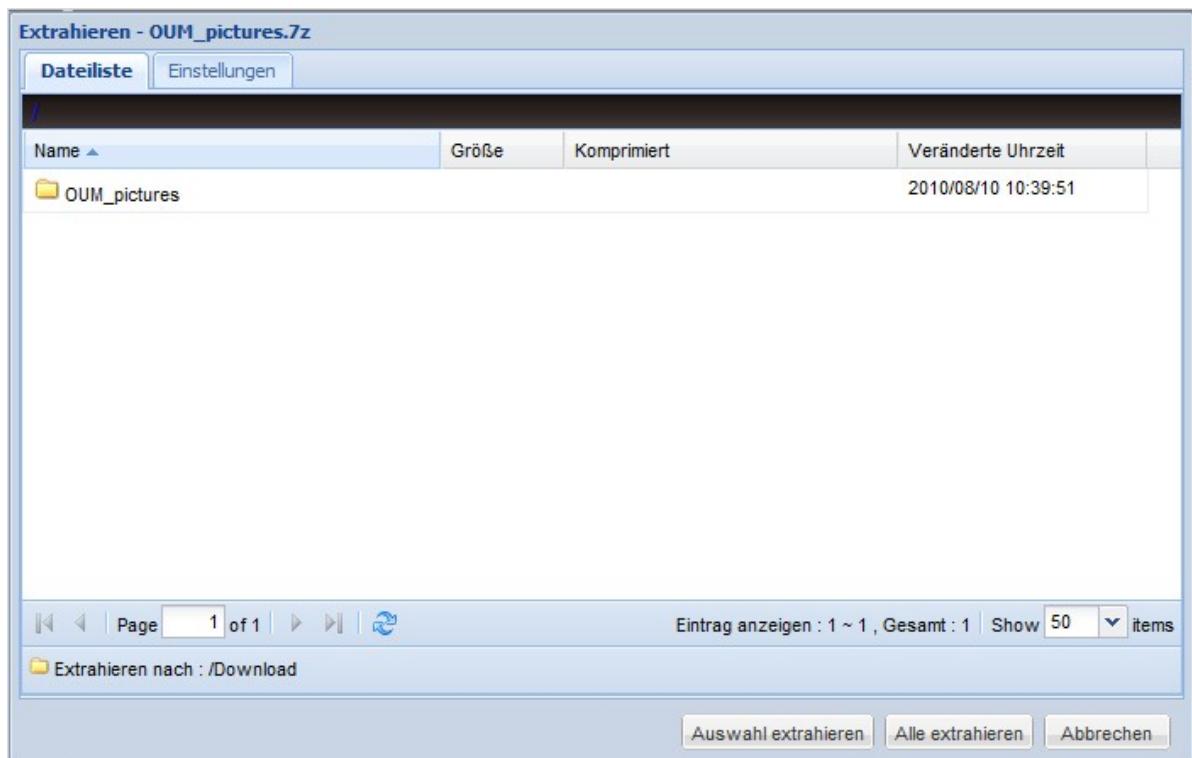 Extrahieren - OUM_pictures.7z
Dateiliste Einstellungen
/
Name Größe Komprimiert Veränderte Uhrzeit
OUM_pictures 2010/08/10 10:39:51
Page 1 of 1 Eintrag anzeigen : 1 ~ 1 , Gesamt : 1 Show 50 items
Extrahieren nach : /Download
Auswahl extrahieren Alle extrahieren Abbrechen